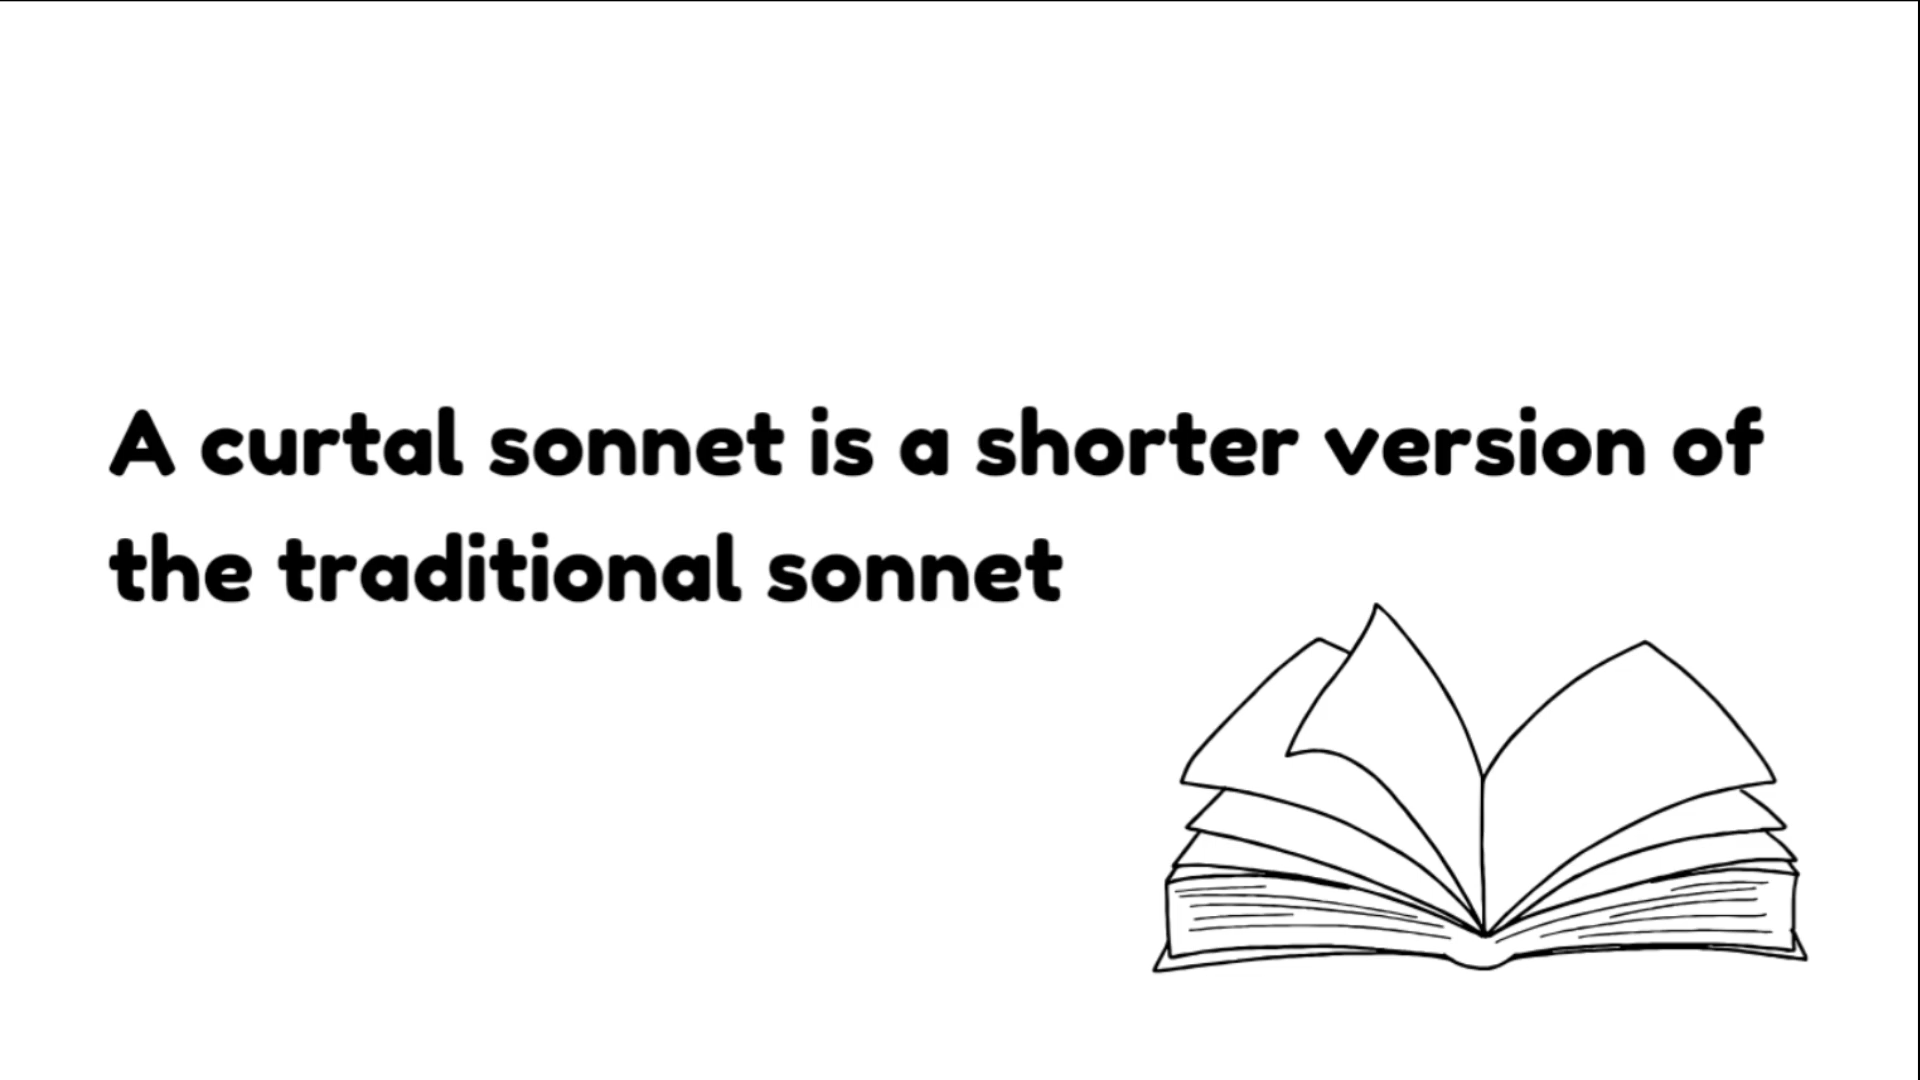 A curtal sonnet is a shorter version of
the traditional sonnet